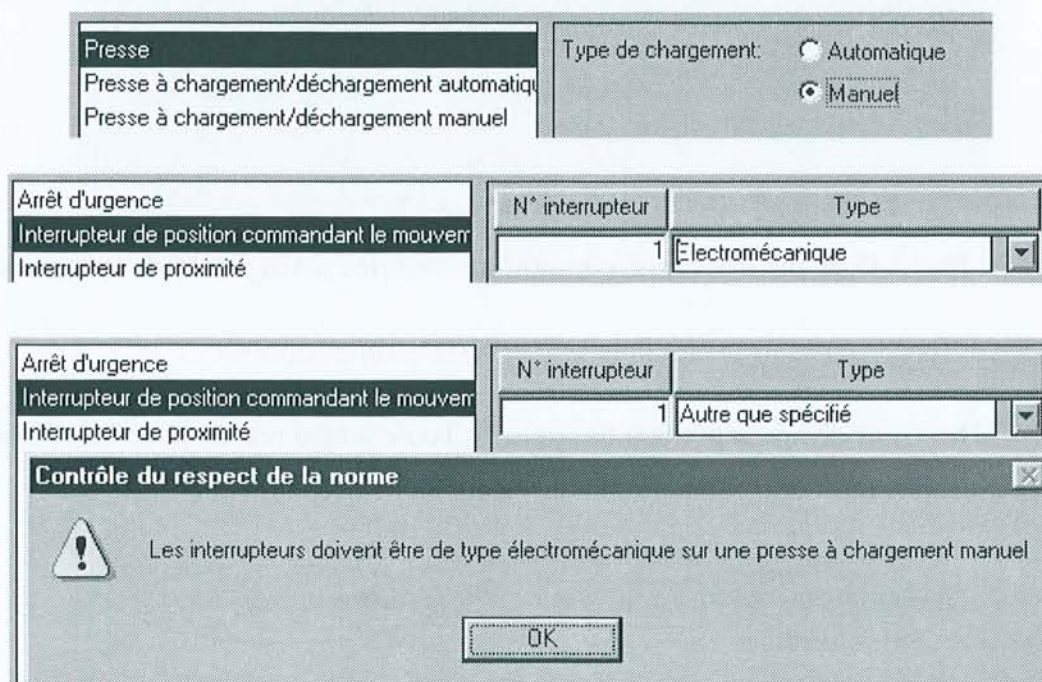 Presse
Presse à chargement/déchargement automatiqu
Presse à chargement/déchargement manuel
Type de chargement:
Automatique
Manuel
Arrêt d'urgence
Interrupteur de position commandant le mouvem
Interrupteur de proximité
N° interrupteur Type
1 Electromécanique
Arrêt d'urgence
Interrupteur de position commandant le mouvem
Interrupteur de proximité
N° interrupteur Type
1 Autre que spécifié
Contrôle du respect de la norme
Les interrupteurs doivent être de type électromécanique sur une presse à chargement manuel
OK